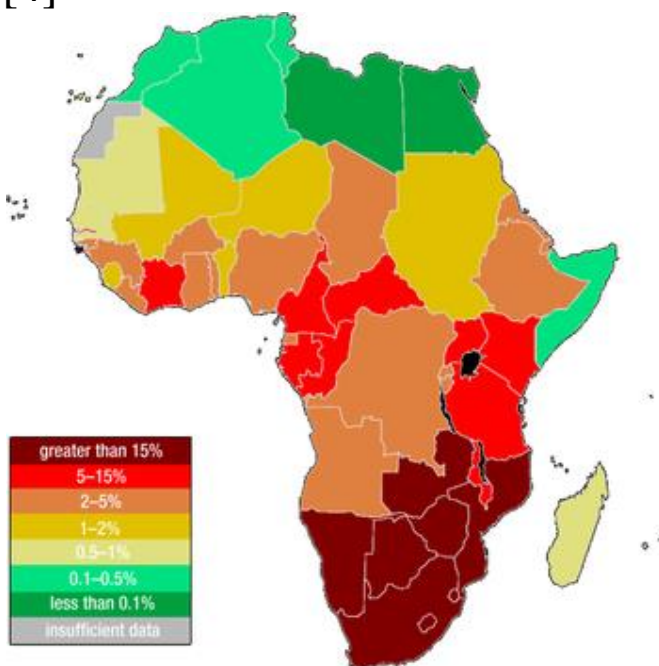 [4]
greater than 15%
5–15%
2–5%
1–2%
0.5–1%
0.1–0.5%
less than 0.1%
insufficient data